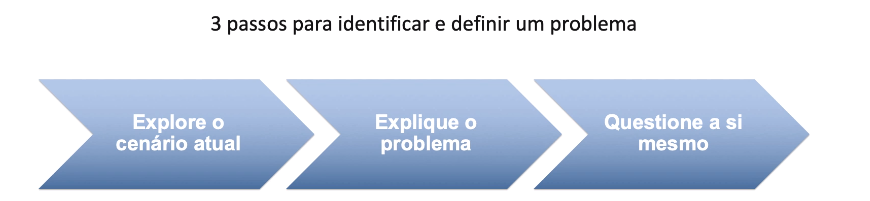 3 passos para identificar e definir um problema
Explore o
cenário atual
Explique o
problema
Questione a si
mesmo